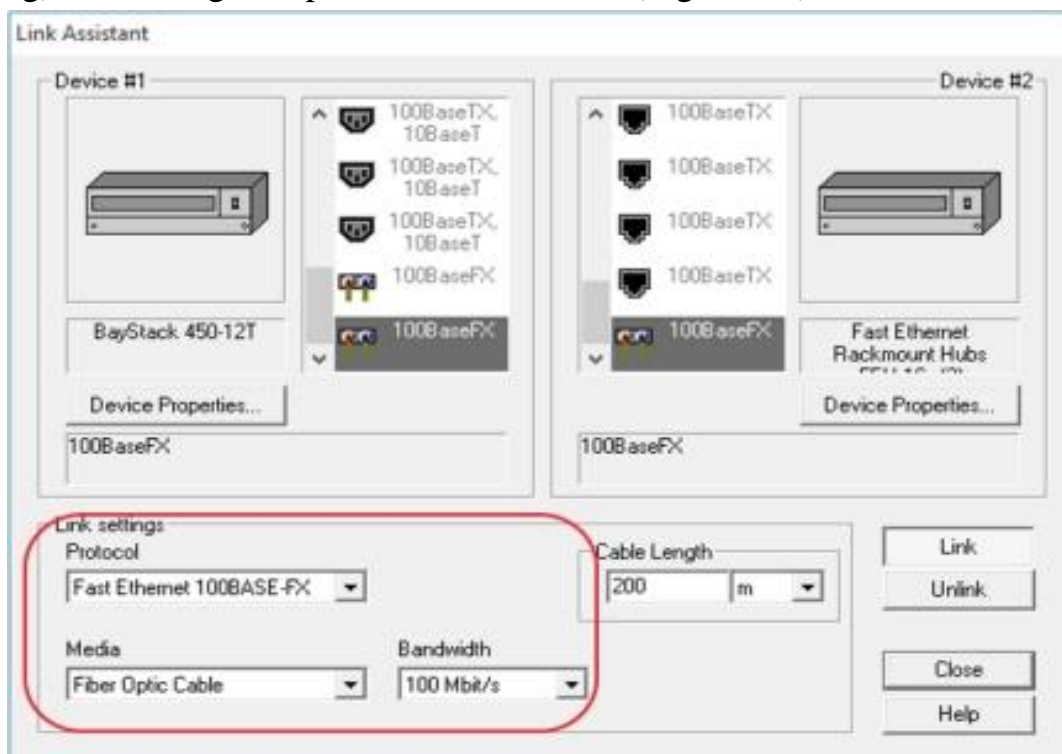 Link Assistant
Device #1
100BaseTX,
10BaseT
100BaseTX,
10BaseT
100BaseTX,
10BaseT
100BaseFX
100BaseFX
BayStack 450-12T
Device Properties...
100BaseFX
Device #2
100BaseTX
100BaseTX
100BaseTX
100BaseTX
100BaseFX
Fast Ethernet
Rackmount Hubs
Device Properties...
100BaseFX
Link settings
Protocol
Fast Ethernet 100BASE-FX
Media
Fiber Optic Cable
Bandwidth
100 Mbit/s
Cable Length
200 m
Link
Unlink
Close
Help